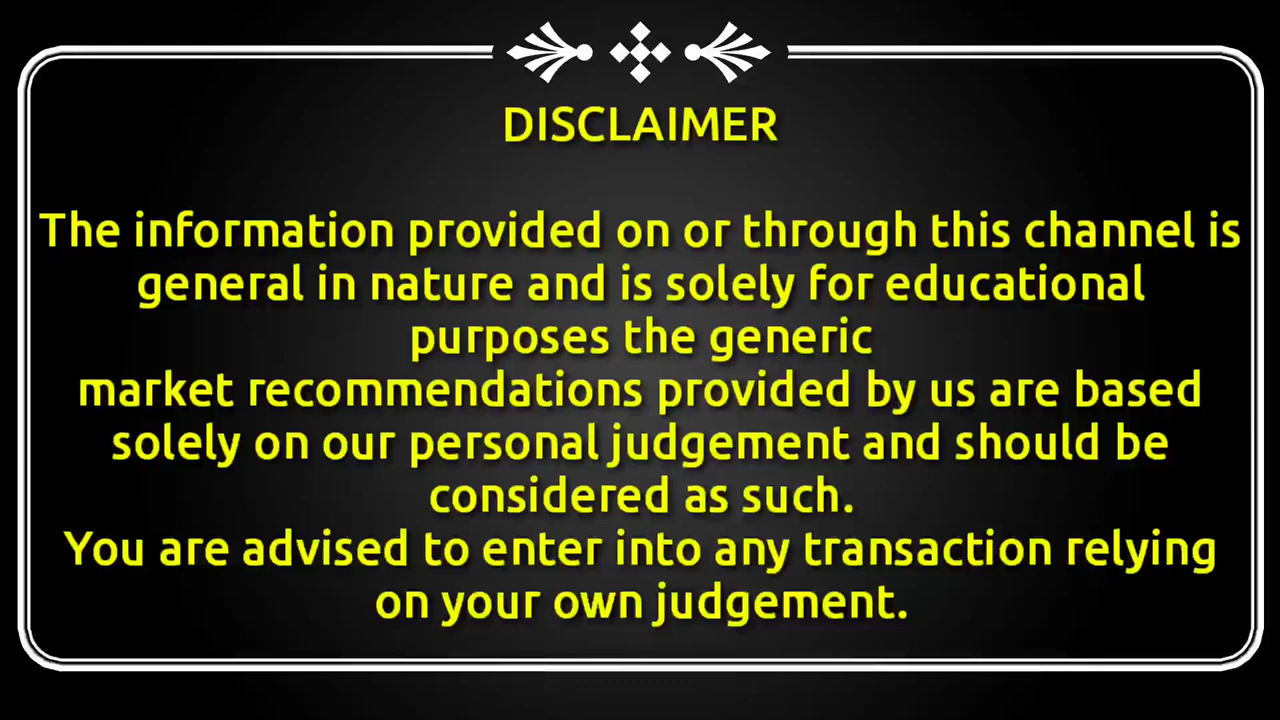 DISCLAIMER
The information provided on or through this channel is
general in nature and is solely for educational
purposes the generic
market recommendations provided by us are based
solely on our personal judgement and should be
considered as such.
You are advised to enter into any transaction relying
on your own judgement.